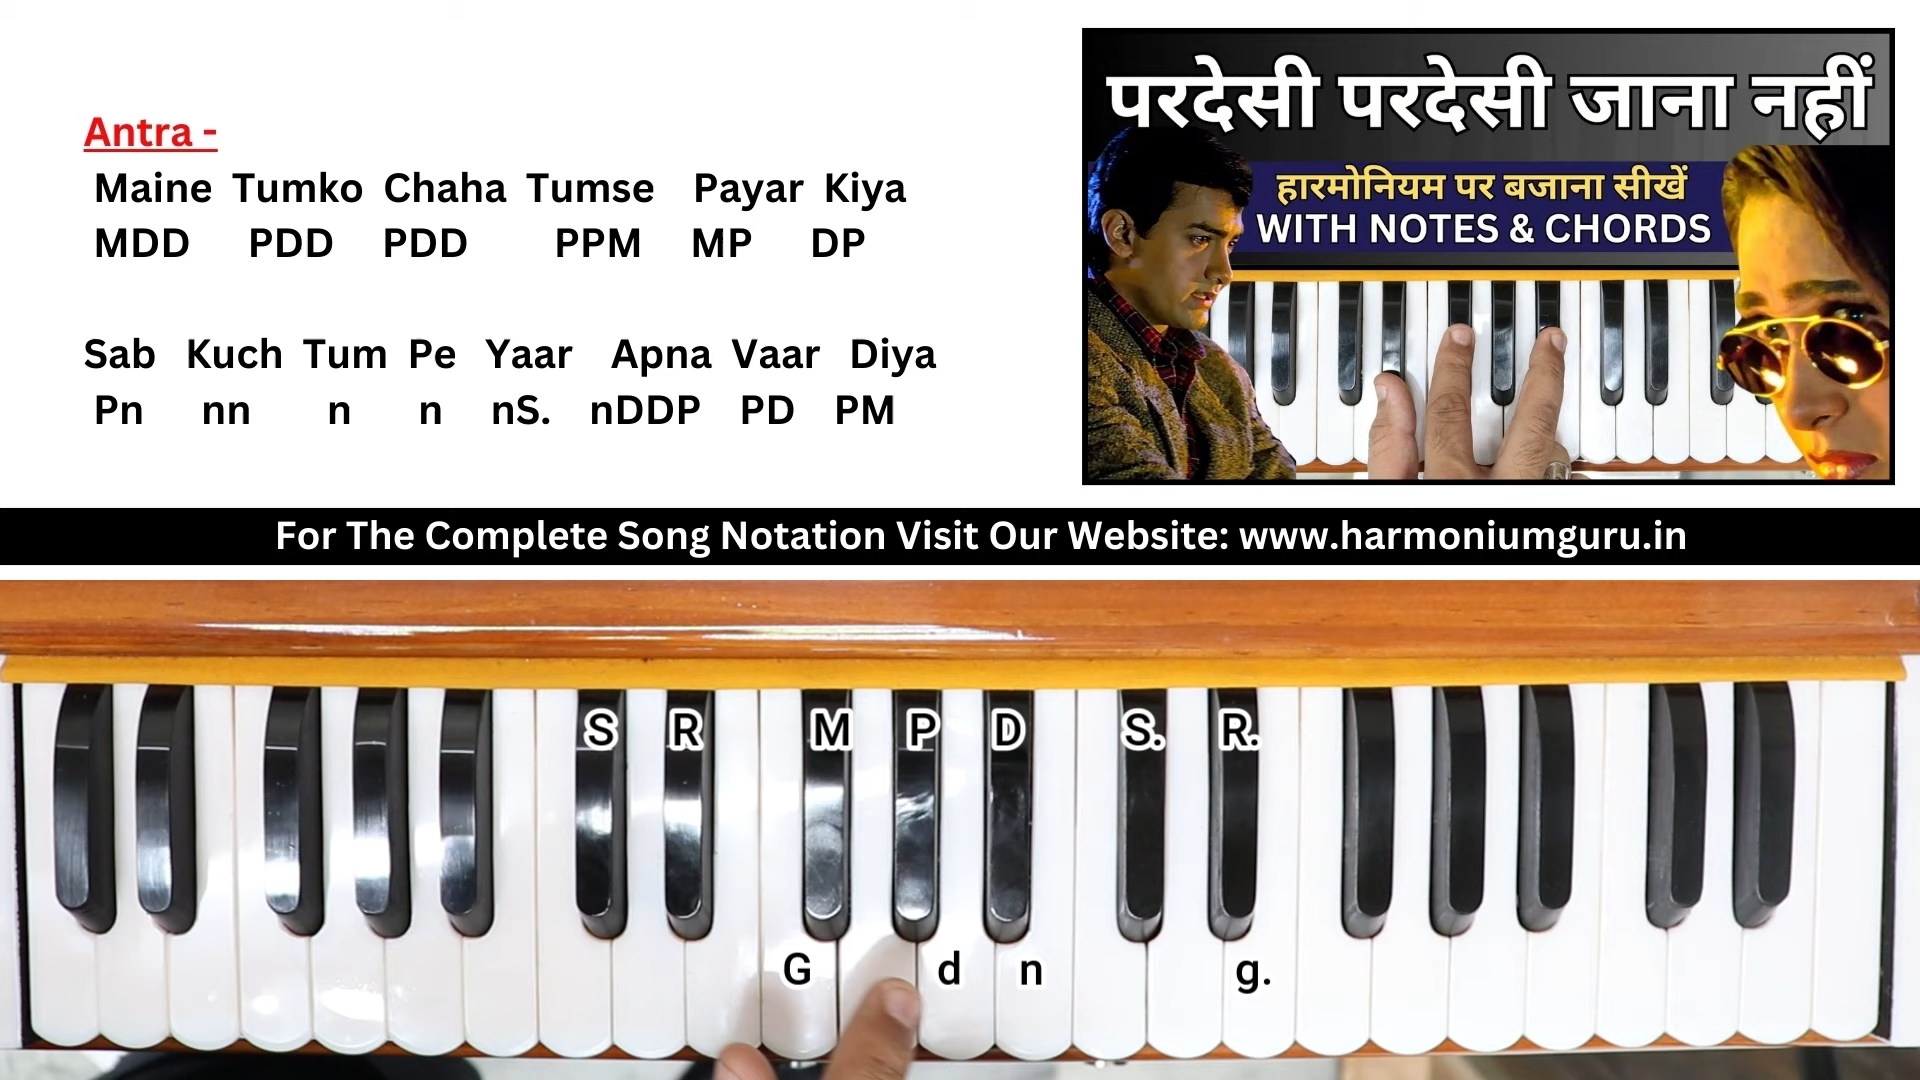 Antra -
Maine Tumko Chaha Tumse Payar Kiya
MDD PDD PDD PPM MP DP
Sab Kuch Tum Pe Yaar Apna Vaar Diya
Pn nn n n nS. nDDP PD PM
परदेसी परदेसी जाना नहीं
हारमोनियम पर बजाना सीखें
WITH NOTES & CHORDS
For The Complete Song Notation Visit Our Website: www.harmoniumguru.in
S R M P D S. R.
G d n g.